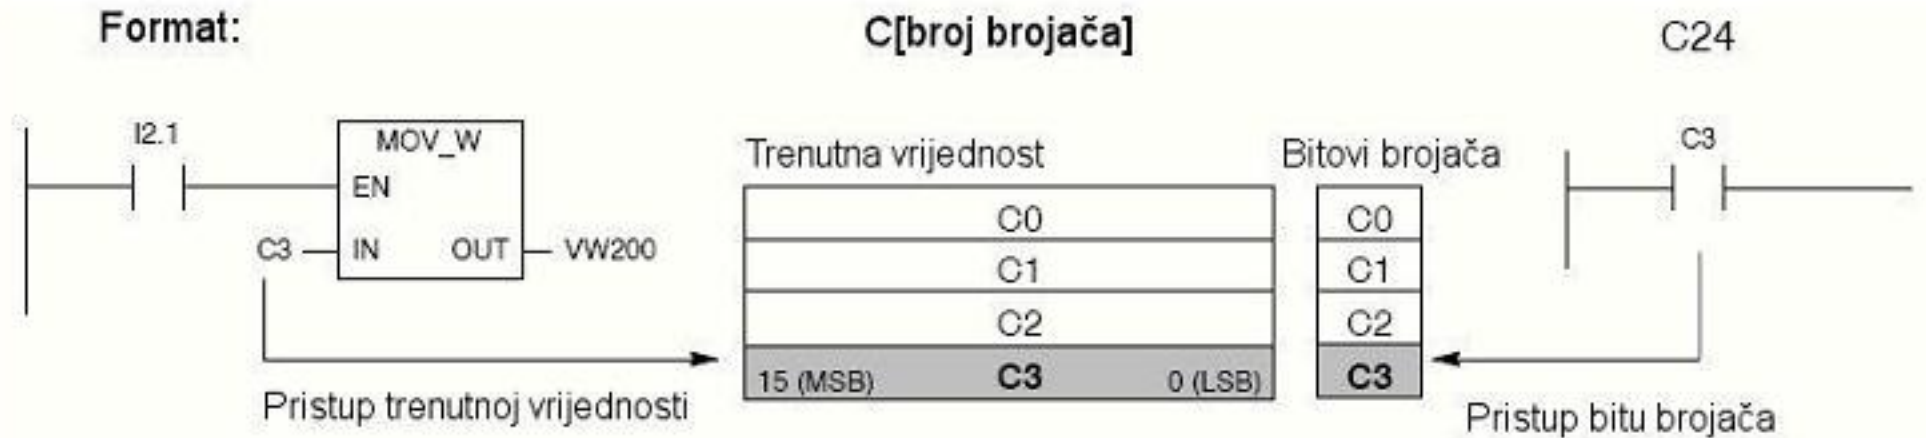 Format: C[broj brojača] C24
I2.1
MOV_W
EN
C3 IN OUT VW200
Pristup trenutnoj vrijednosti
Trenutna vrijednost
C0
C1
C2
15 (MSB) C3 0 (LSB)
Bitovi brojača
C0
C1
C2
C3
C3
Pristup bitu brojača